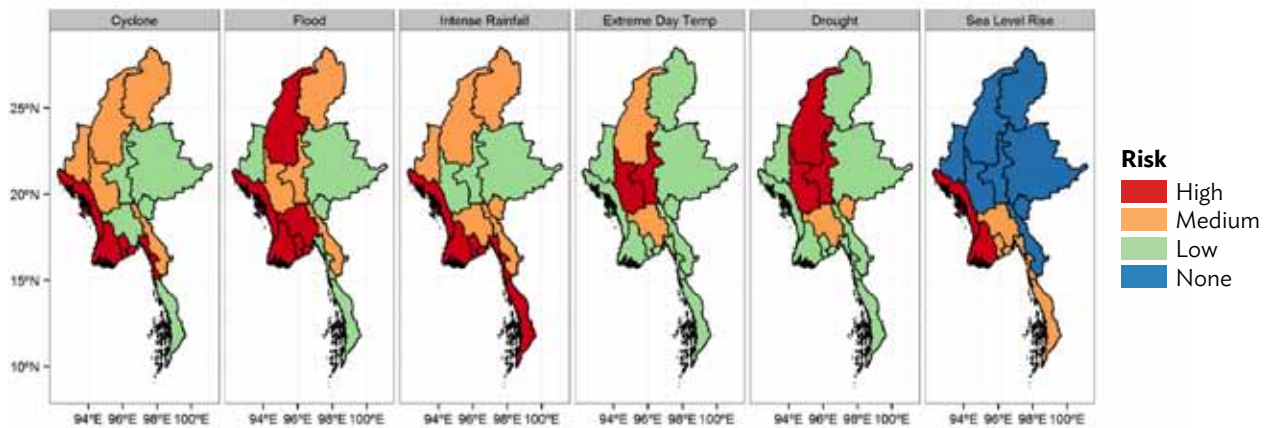 Cyclone Flood Intense Rainfall Extreme Day Temp Drought Sea Level Rise
25°N
20°N
15°N
10°N
94°E 96°E 98°E 100°E 94°E 96°E 98°E 100°E 94°E 96°E 98°E 100°E 94°E 96°E 98°E 100°E 94°E 96°E 98°E 100°E 94°E 96°E 98°E 100°E
Risk
High
Medium
Low
None